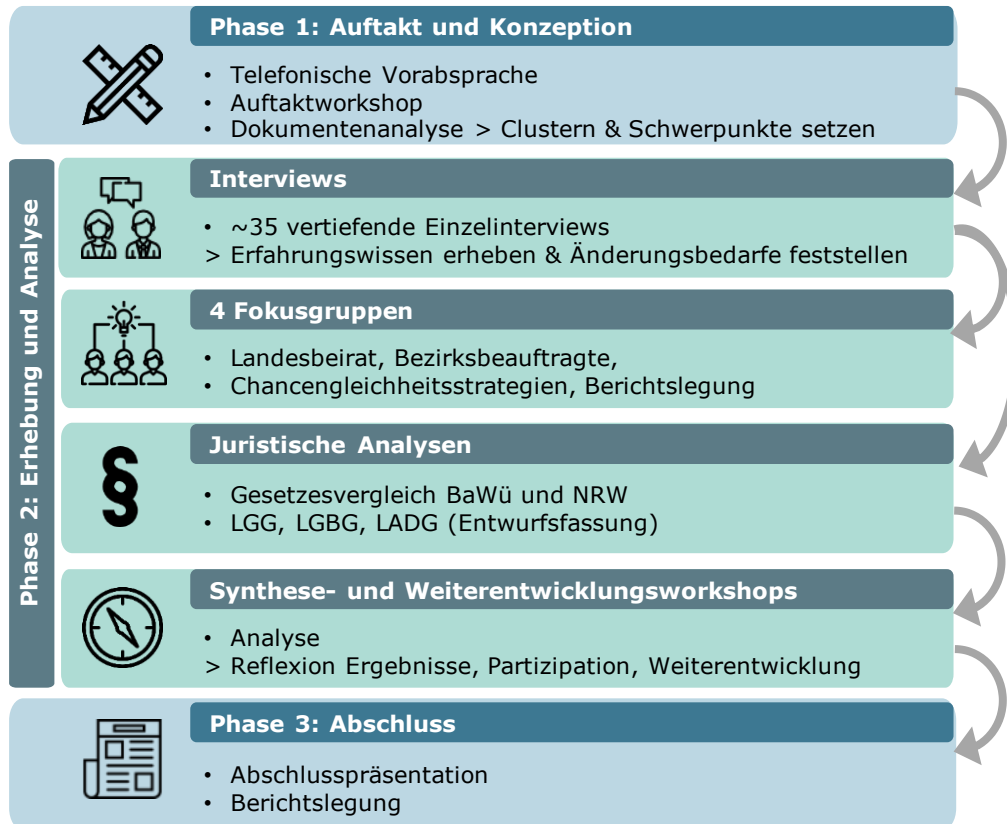 Phase 1: Auftakt und Konzeption
• Telefonische Vorabsprache
• Auftaktworkshop
• Dokumentenanalyse > Clustern & Schwerpunkte setzen
Phase 2: Erhebung und Analyse
Interviews
• ~35 vertiefende Einzelinterviews
> Erfahrungswissen erheben & Änderungsbedarfe feststellen
4 Fokusgruppen
• Landesbeirat, Bezirksbeauftragte,
• Chancengleichheitsstrategien, Berichtslegung
§
Juristische Analysen
• Gesetzesvergleich BaWü und NRW
• LGG, LGBG, LADG (Entwurfsfassung)
Synthese- und Weiterentwicklungsworkshops
• Analyse
> Reflexion Ergebnisse, Partizipation, Weiterentwicklung
Phase 3: Abschluss
• Abschlusspräsentation
• Berichtslegung